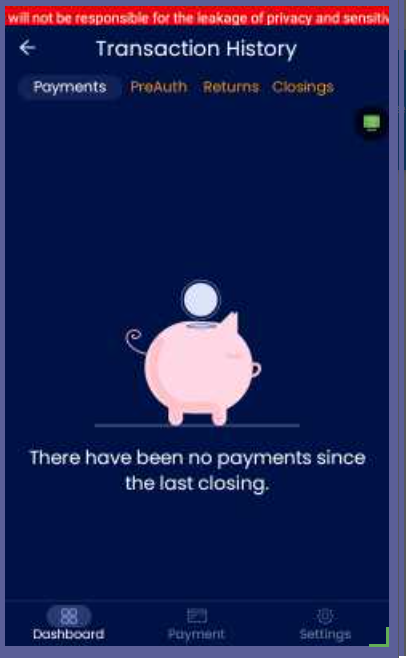 will not be responsible for the leakage of privacy and sensitiv
Transaction History
Payments PreAuth Returns Closings
There have been no payments since
the last closing.
Dashboard Payment Settings